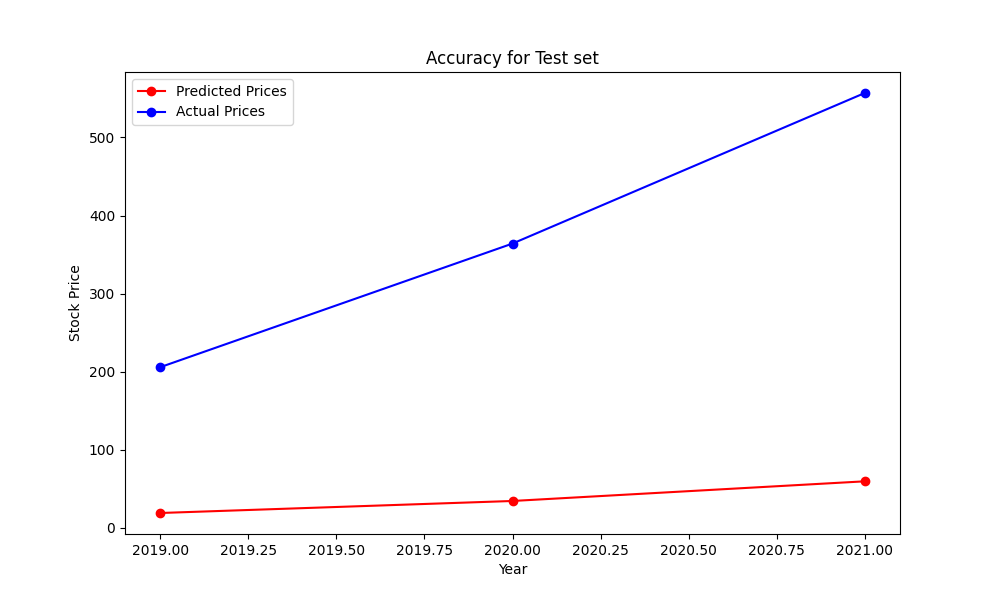 Accuracy for Test set
Predicted Prices
Actual Prices
Stock Price
500
400
300
200
100
0
2019.00 2019.25 2019.50 2019.75 2020.00 2020.25 2020.50 2020.75 2021.00
Year